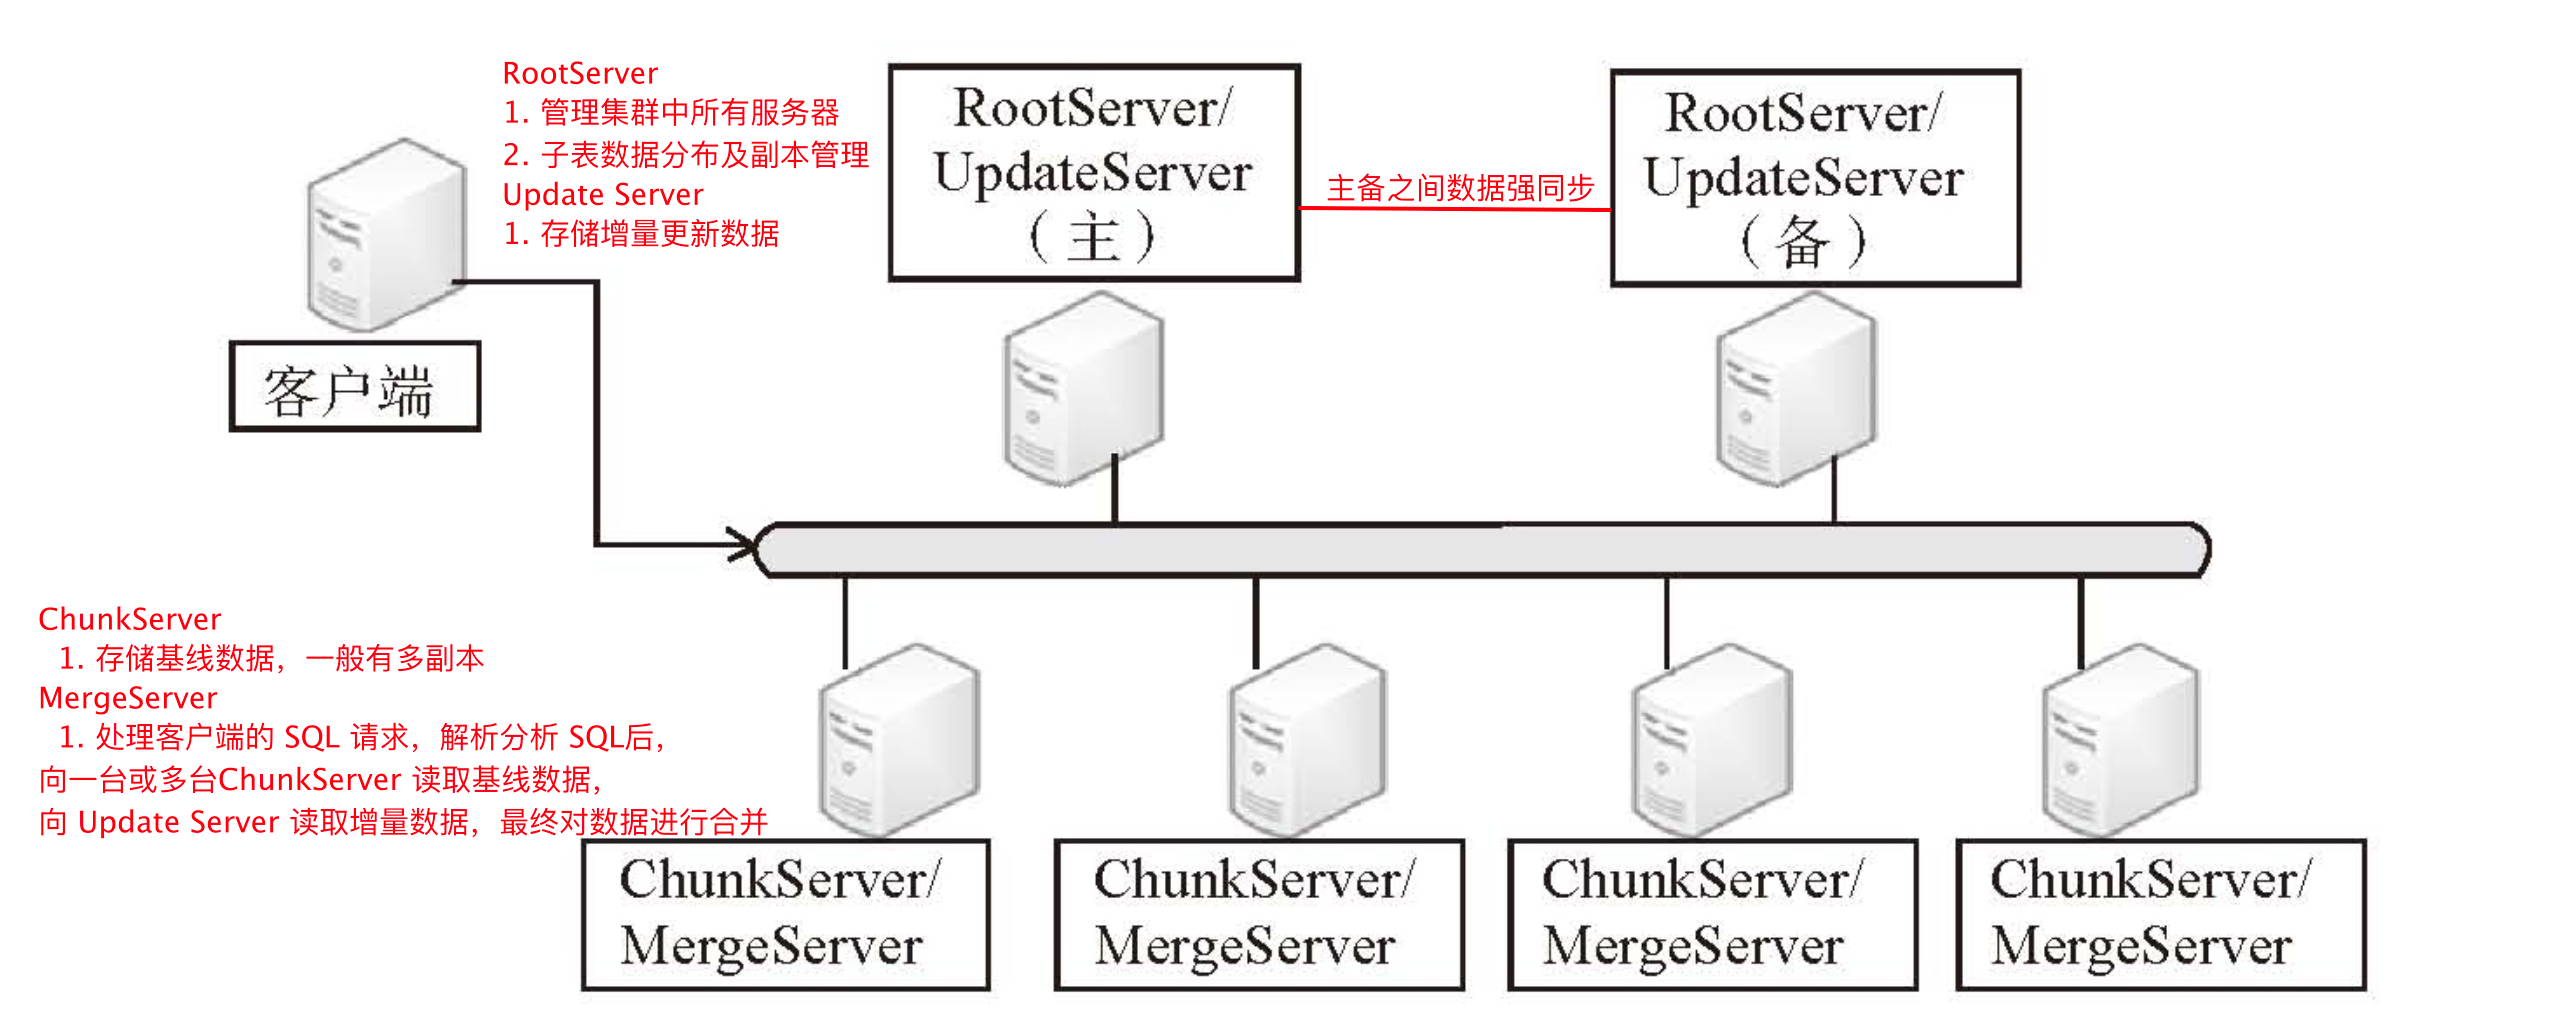 RootServer
1. 管理集群中所有服务器
2. 子表数据分布及副本管理
Update Server
1. 存储增量更新数据
RootServer/
UpdateServer
（主）
主备之间数据强同步
RootServer/
UpdateServer
（备）
客户端
ChunkServer
1. 存储基线数据，一般有多副本
MergeServer
1. 处理客户端的 SQL 请求，解析分析 SQL后，
向一台或多台ChunkServer 读取基线数据，
向 Update Server 读取增量数据，最终对数据进行合并
ChunkServer/
MergeServer
ChunkServer/
MergeServer
ChunkServer/
MergeServer
ChunkServer/
MergeServer